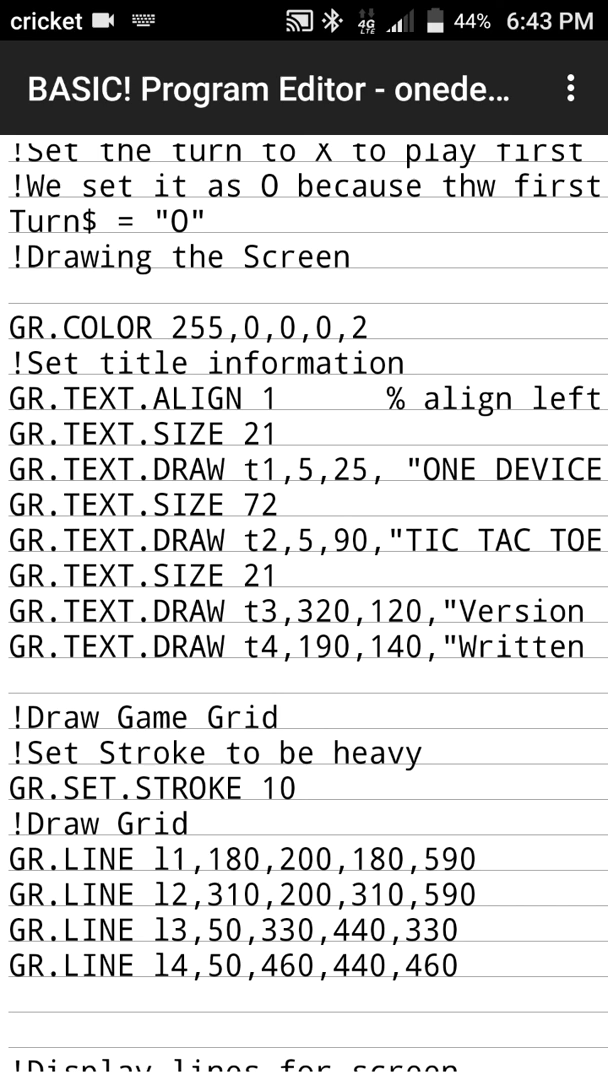 cricket 4G LTE 44% 6:43 PM
BASIC! Program Editor - onede...
!Set the turn to X to play first
!We set it as O because thw first
Turn$ = "O"
!Drawing the Screen
GR.COLOR 255,0,0,0,2
!Set title information
GR.TEXT.ALIGN 1      % align left
GR.TEXT.SIZE 21
GR.TEXT.DRAW t1,5,25, "ONE DEVICE
GR.TEXT.SIZE 72
GR.TEXT.DRAW t2,5,90,"TIC TAC TOE
GR.TEXT.SIZE 21
GR.TEXT.DRAW t3,320,120,"Version
GR.TEXT.DRAW t4,190,140,"Written
!Draw Game Grid
!Set Stroke to be heavy
GR.SET.STROKE 10
!Draw Grid
GR.LINE l1,180,200,180,590
GR.LINE l2,310,200,310,590
GR.LINE l3,50,330,440,330
GR.LINE l4,50,460,440,460
!Display lines for screen